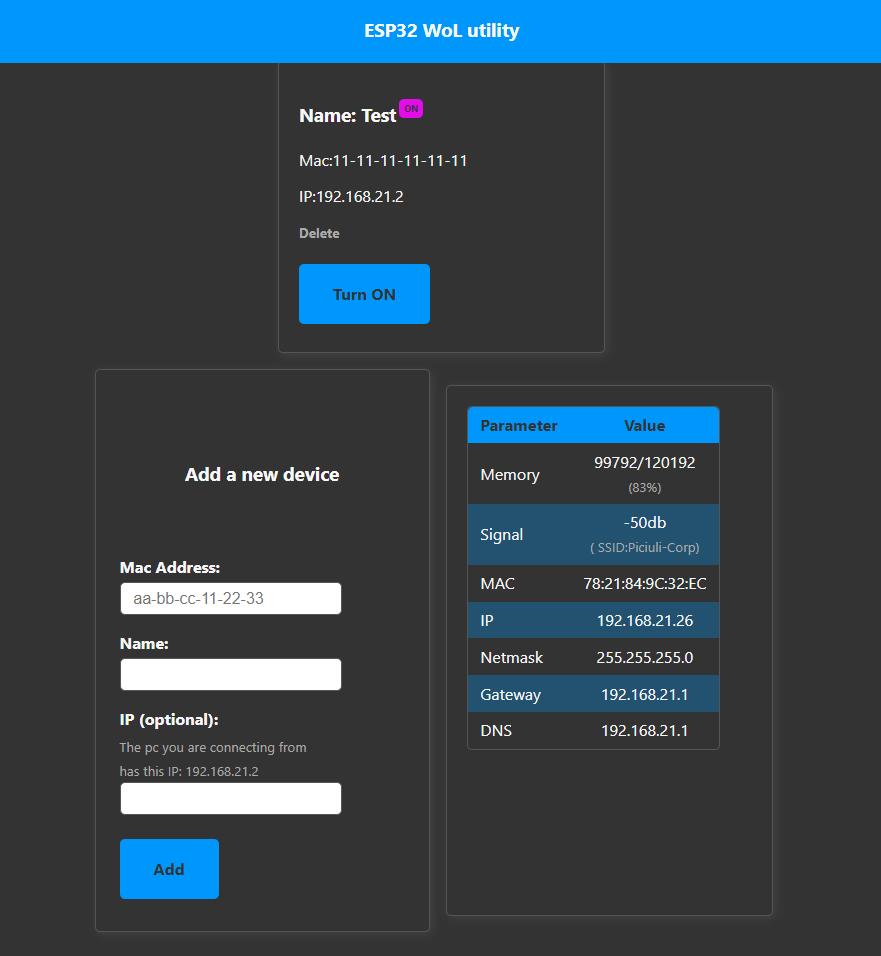 ESP32 WoL utility
Name: Test ON
Mac:11-11-11-11-11-11
IP:192.168.21.2
Delete
Turn ON
Add a new device
Mac Address:
aa-bb-cc-11-22-33
Name:
IP (optional):
The pc you are connecting from
has this IP: 192.168.21.2
Add
Parameter Value
Memory 99792/120192
(83%)
Signal -50db
( SSID:Piciuli-Corp)
MAC 78:21:84:9C:32:EC
IP 192.168.21.26
Netmask 255.255.255.0
Gateway 192.168.21.1
DNS 192.168.21.1